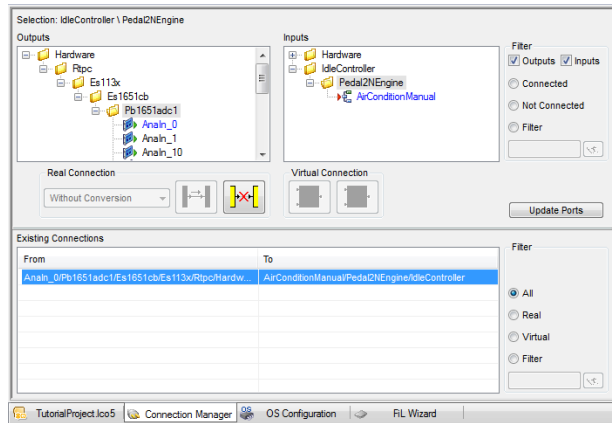 Selection: IdleController \ Pedal2NEngine
Outputs
Hardware
Rtpc
Es113x
Es1651cb
Pb1651adc1
AnaIn_0
AnaIn_1
AnaIn_10
Inputs
Hardware
IdleController
Pedal2NEngine
AirConditionManual
Filter
Outputs Inputs
Connected
Not Connected
Filter
Real Connection
Without Conversion
Virtual Connection
Update Ports
Existing Connections
From To
AnaIn_0/Pb1651adc1/Es1651cb/Es113x/Rtpc/Hardw... AirConditionManual/Pedal2NEngine/IdleController
Filter
All
Real
Virtual
Filter
TutorialProject.lco5 Connection Manager OS OS Configuration FiL Wizard